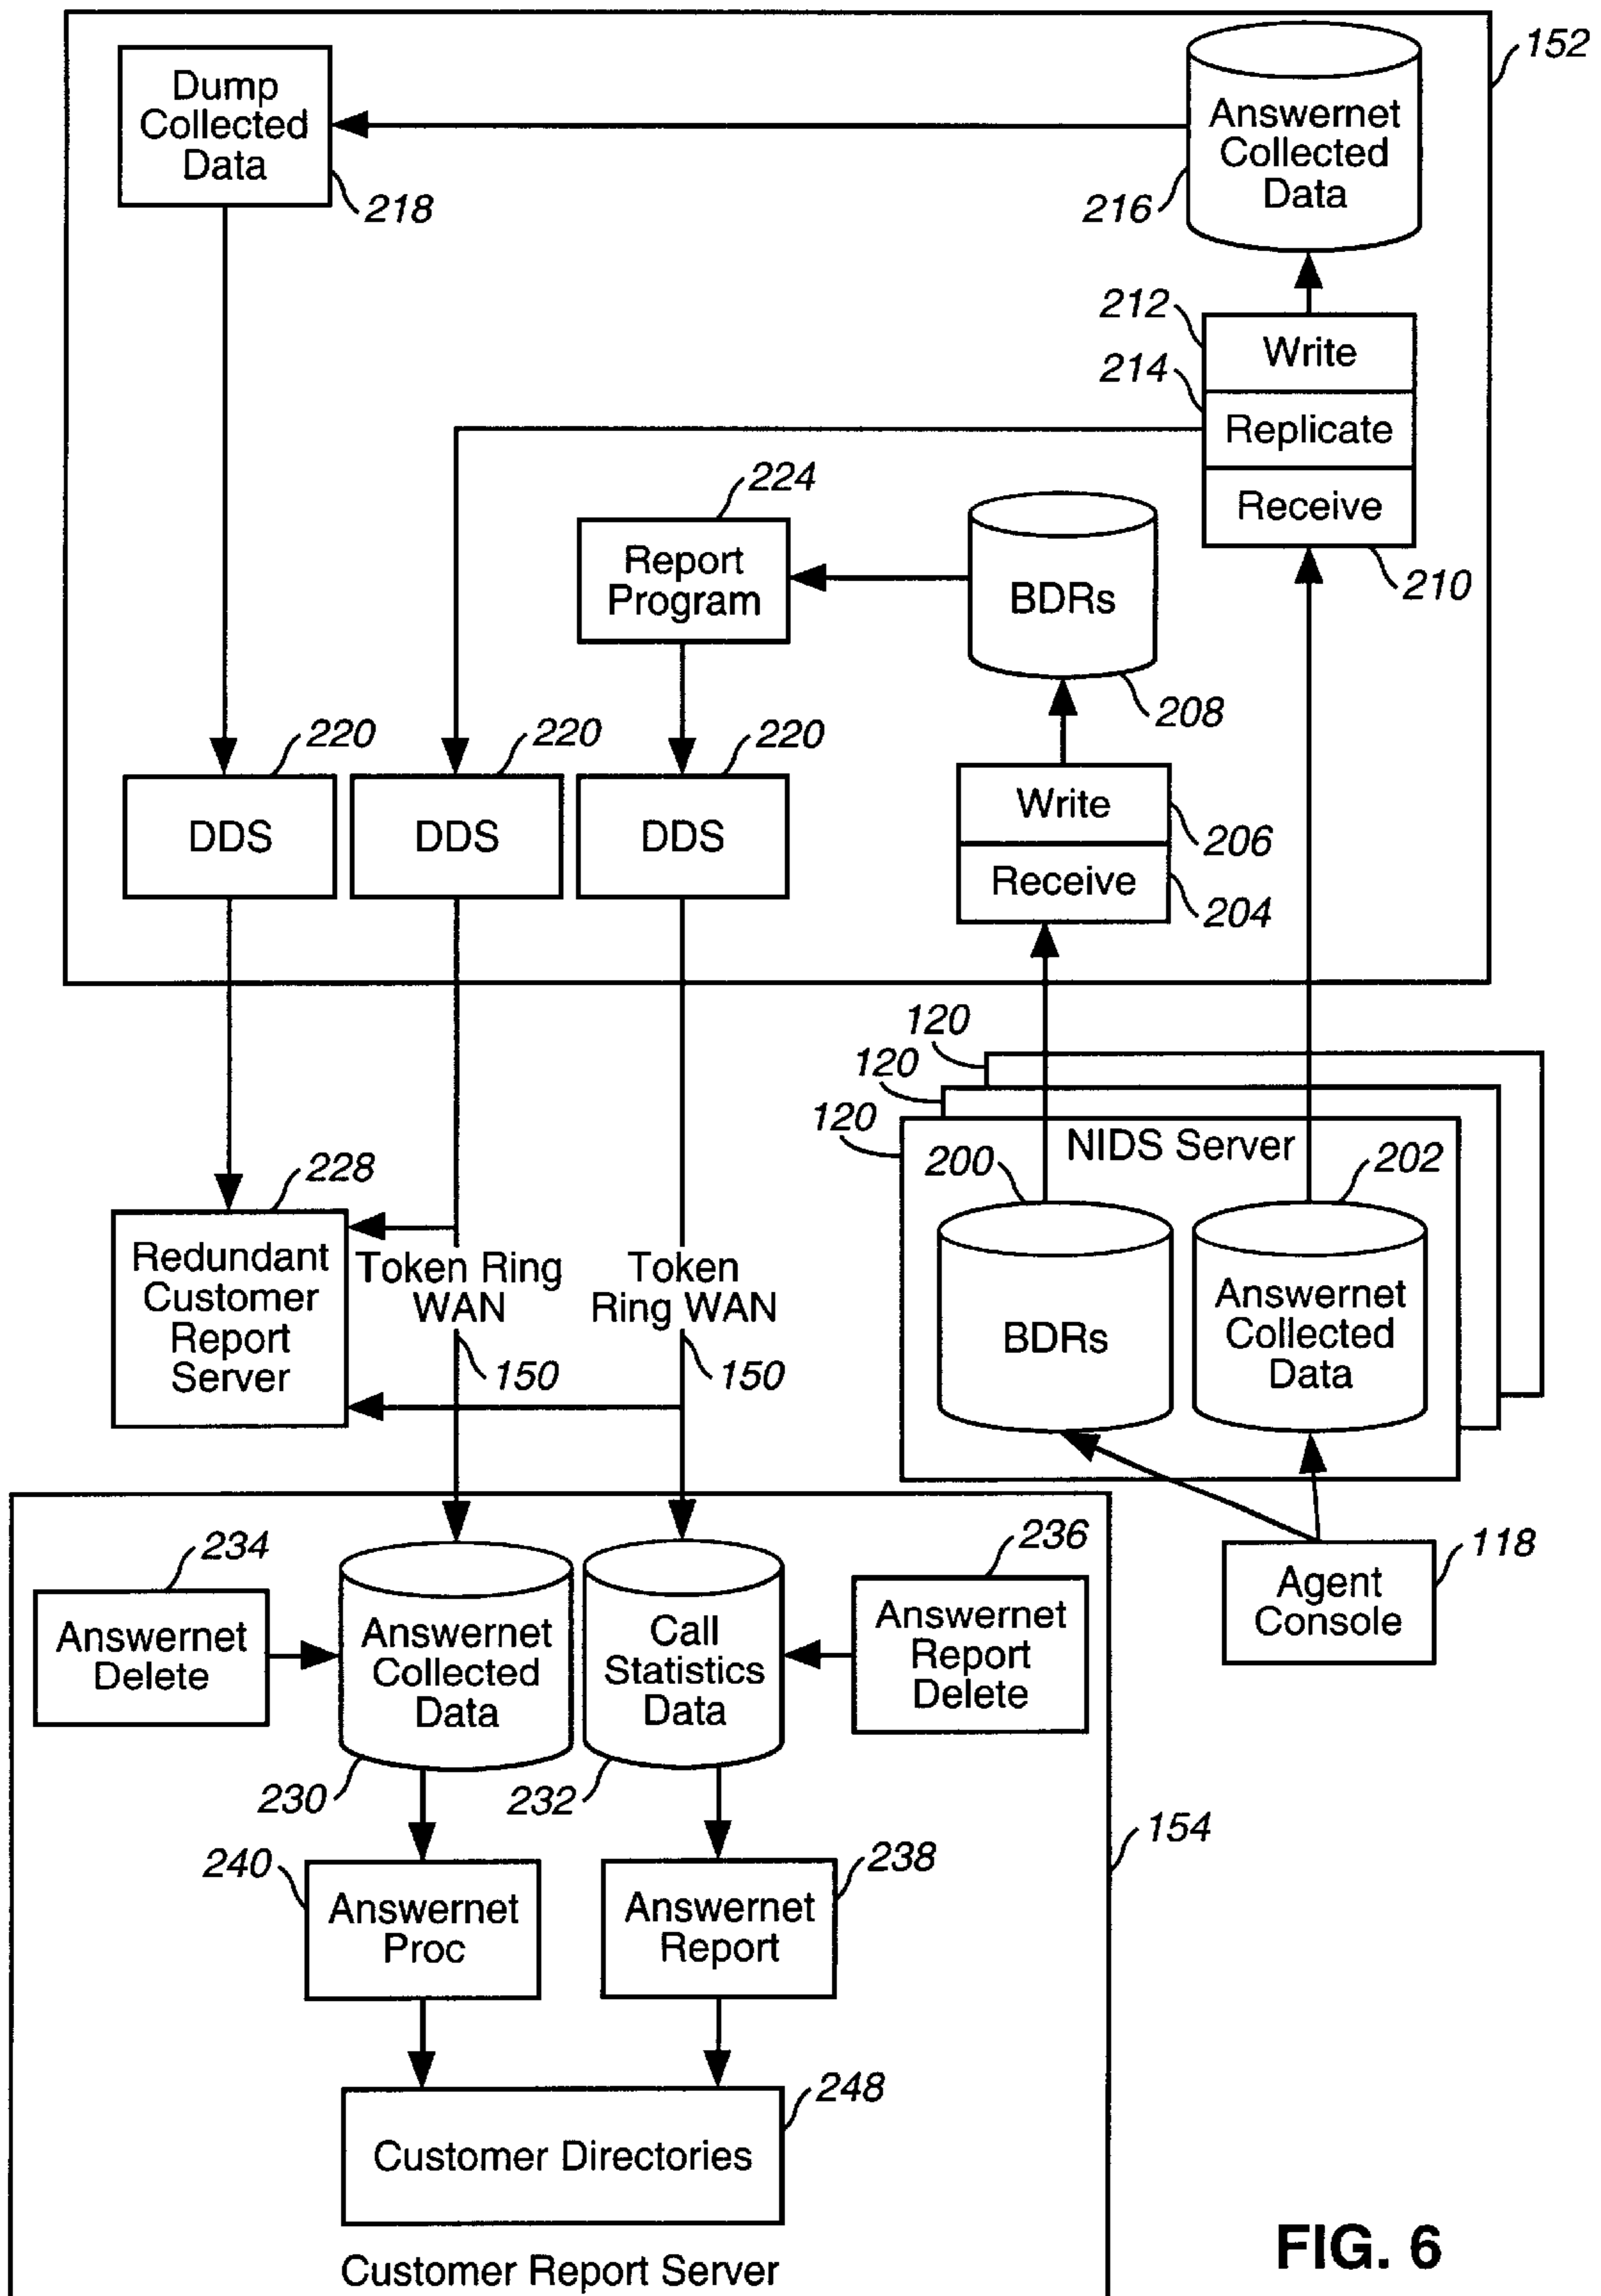 152
Dump
Collected
Data
218
Answernet
Collected
Data
216
212
Write
214
Replicate
Receive
210
224
Report
Program
BDRs
208
220
220
220
DDS
DDS
DDS
Write
206
Receive
204
120
120
120
NIDS Server
200
202
BDRs
Answernet
Collected
Data
228
Redundant
Customer
Report
Server
Token Ring
WAN
150
Token
Ring WAN
150
118
Agent
Console
234
Answernet
Delete
Answernet
Collected
Data
230
Call
Statistics
Data
232
236
Answernet
Report
Delete
154
240
Answernet
Proc
238
Answernet
Report
248
Customer Directories
Customer Report Server
FIG. 6